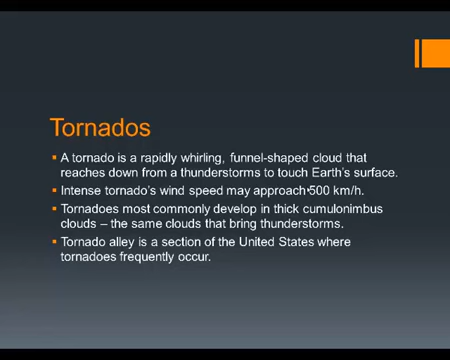 Tornados
▪ A tornado is a rapidly whirling, funnel-shaped cloud that
reaches down from a thunderstorms to touch Earth's surface.
▪ Intense tornado's wind speed may approach 500 km/h.
▪ Tornadoes most commonly develop in thick cumulonimbus
clouds – the same clouds that bring thunderstorms.
▪ Tornado alley is a section of the United States where
tornadoes frequently occur.